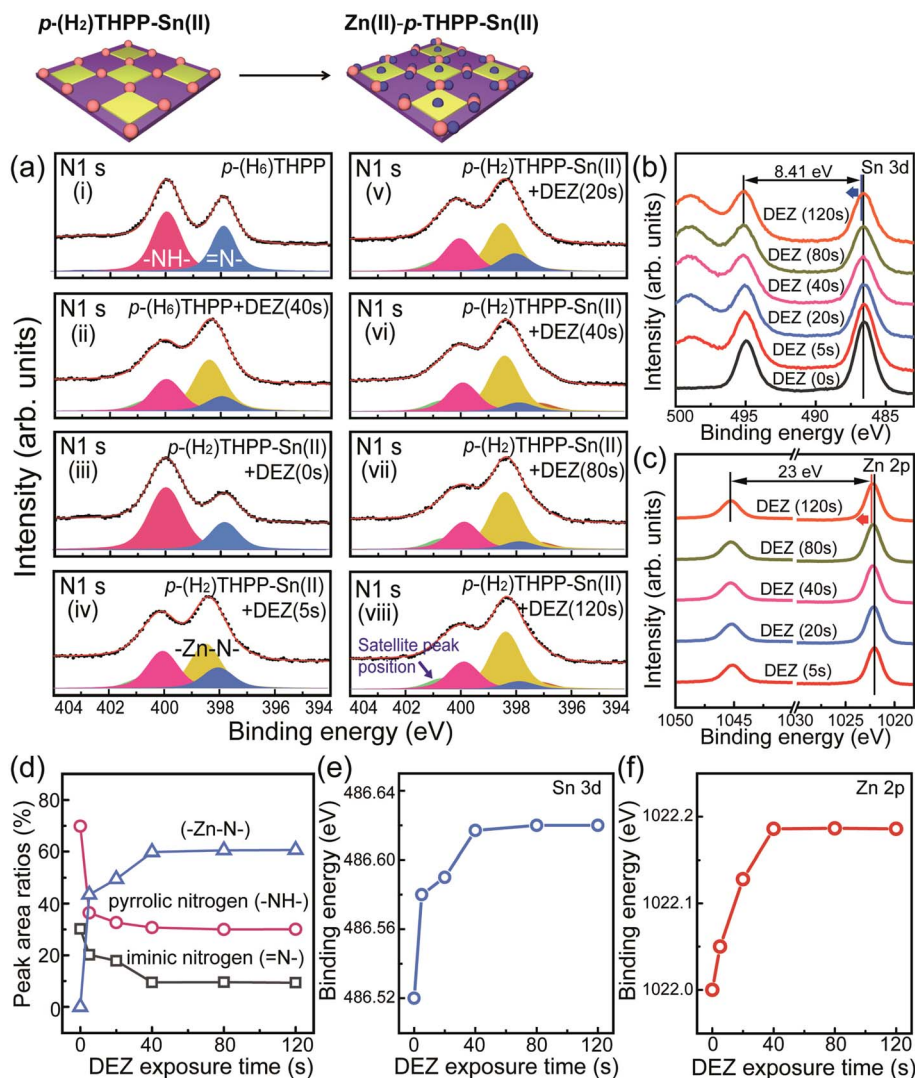 p-(H2)THPP-Sn(II)
Zn(II)-p-THPP-Sn(II)
(a)
N1 s
(i)
p-(H6)THPP
-NH-
=N-
N1 s
(ii)
p-(H6)THPP+DEZ(40s)
N1 s
(iii)
p-(H2)THPP-Sn(II)
+DEZ(0s)
N1 s
(iv)
p-(H2)THPP-Sn(II)
+DEZ(5s)
-Zn-N-
404 402 400 398 396 394
N1 s
(v)
p-(H2)THPP-Sn(II)
+DEZ(20s)
N1 s
(vi)
p-(H2)THPP-Sn(II)
+DEZ(40s)
N1 s
(vii)
p-(H2)THPP-Sn(II)
+DEZ(80s)
N1 s
(viii)
p-(H2)THPP-Sn(II)
+DEZ(120s)
Satellite peak
position
404 402 400 398 396 394
Intensity (arb. units)
Binding energy (eV)
(b)
Sn 3d
8.41 eV
DEZ (120s)
DEZ (80s)
DEZ (40s)
DEZ (20s)
DEZ (5s)
DEZ (0s)
Intensity (arb. units)
500 495 490 485
Binding energy (eV)
(c)
Zn 2p
23 eV
DEZ (120s)
DEZ (80s)
DEZ (40s)
DEZ (20s)
DEZ (5s)
Intensity (arb. units)
1050 1045 1030 1020
Binding energy (eV)
(d)
Peak area ratios (%)
80
60
40
20
0
(-Zn-N-)
pyrrolic nitrogen (-NH-)
iminic nitrogen (=N-)
0 40 80 120
DEZ exposure time (s)
(e)
Sn 3d
Binding energy (eV)
486.64
486.60
486.56
486.52
0 40 80 120
DEZ exposure time (s)
(f)
Zn 2p
Binding energy (eV)
1022.2
1022.1
1022.0
0 40 80 120
DEZ exposure time (s)